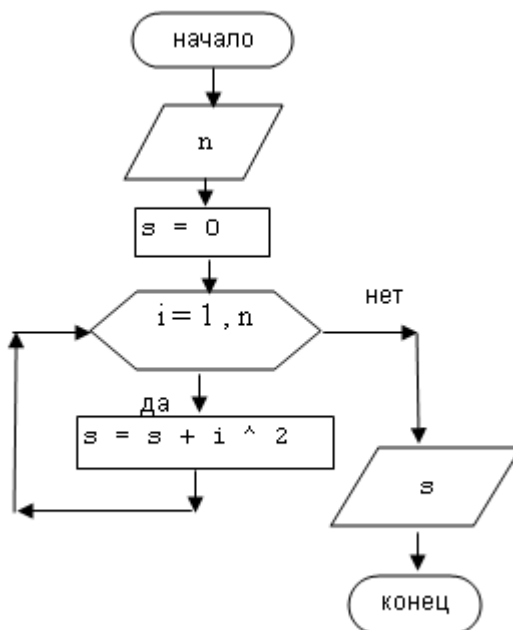 начало
n
s = 0
i = 1 , n
нет
да
s = s + i ^ 2
s
конец